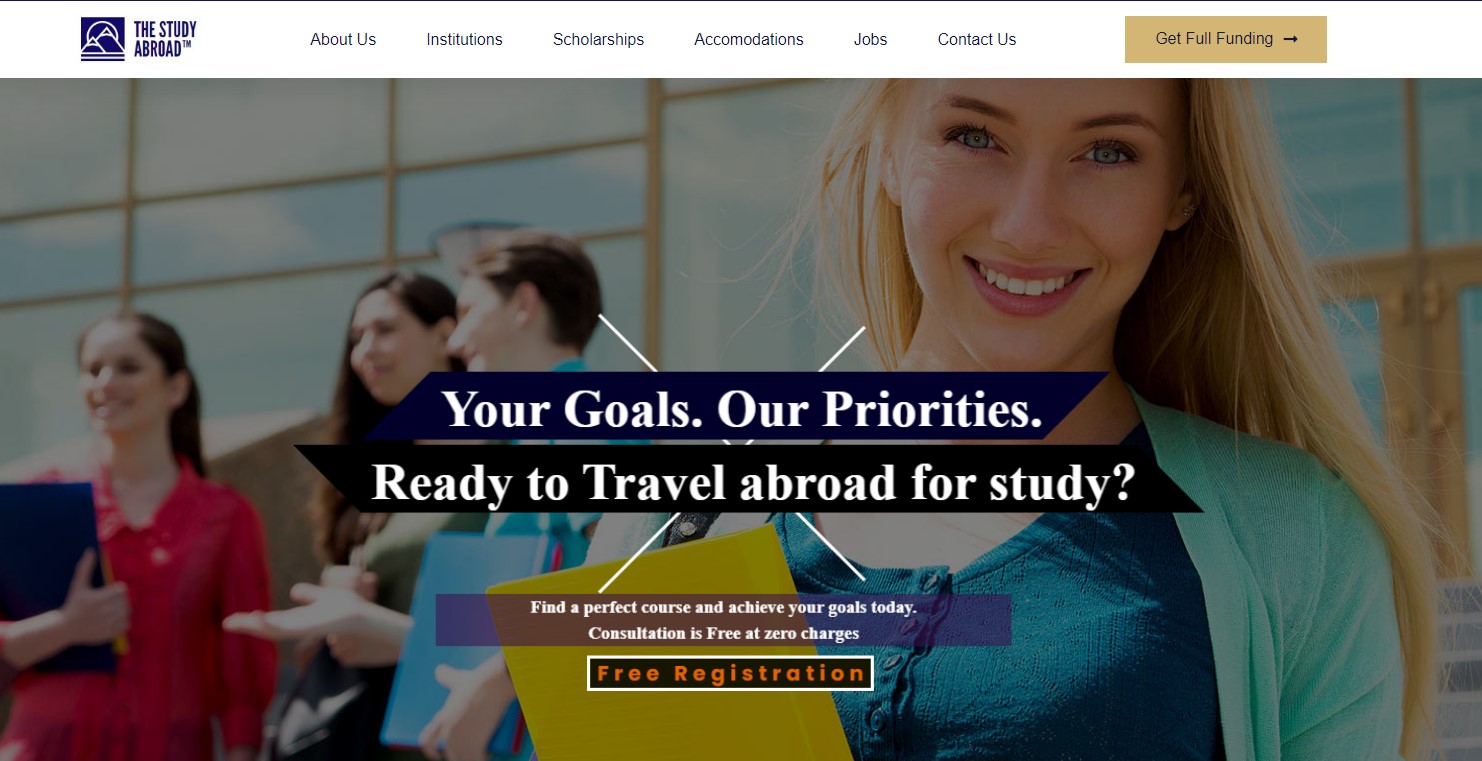 THE STUDY
ABROAD™
About Us
Institutions
Scholarships
Accomodations
Jobs
Contact Us
Get Full Funding →
Your Goals. Our Priorities.
Ready to Travel abroad for study?
Find a perfect course and achieve your goals today.
Consultation is Free at zero charges
Free Registration